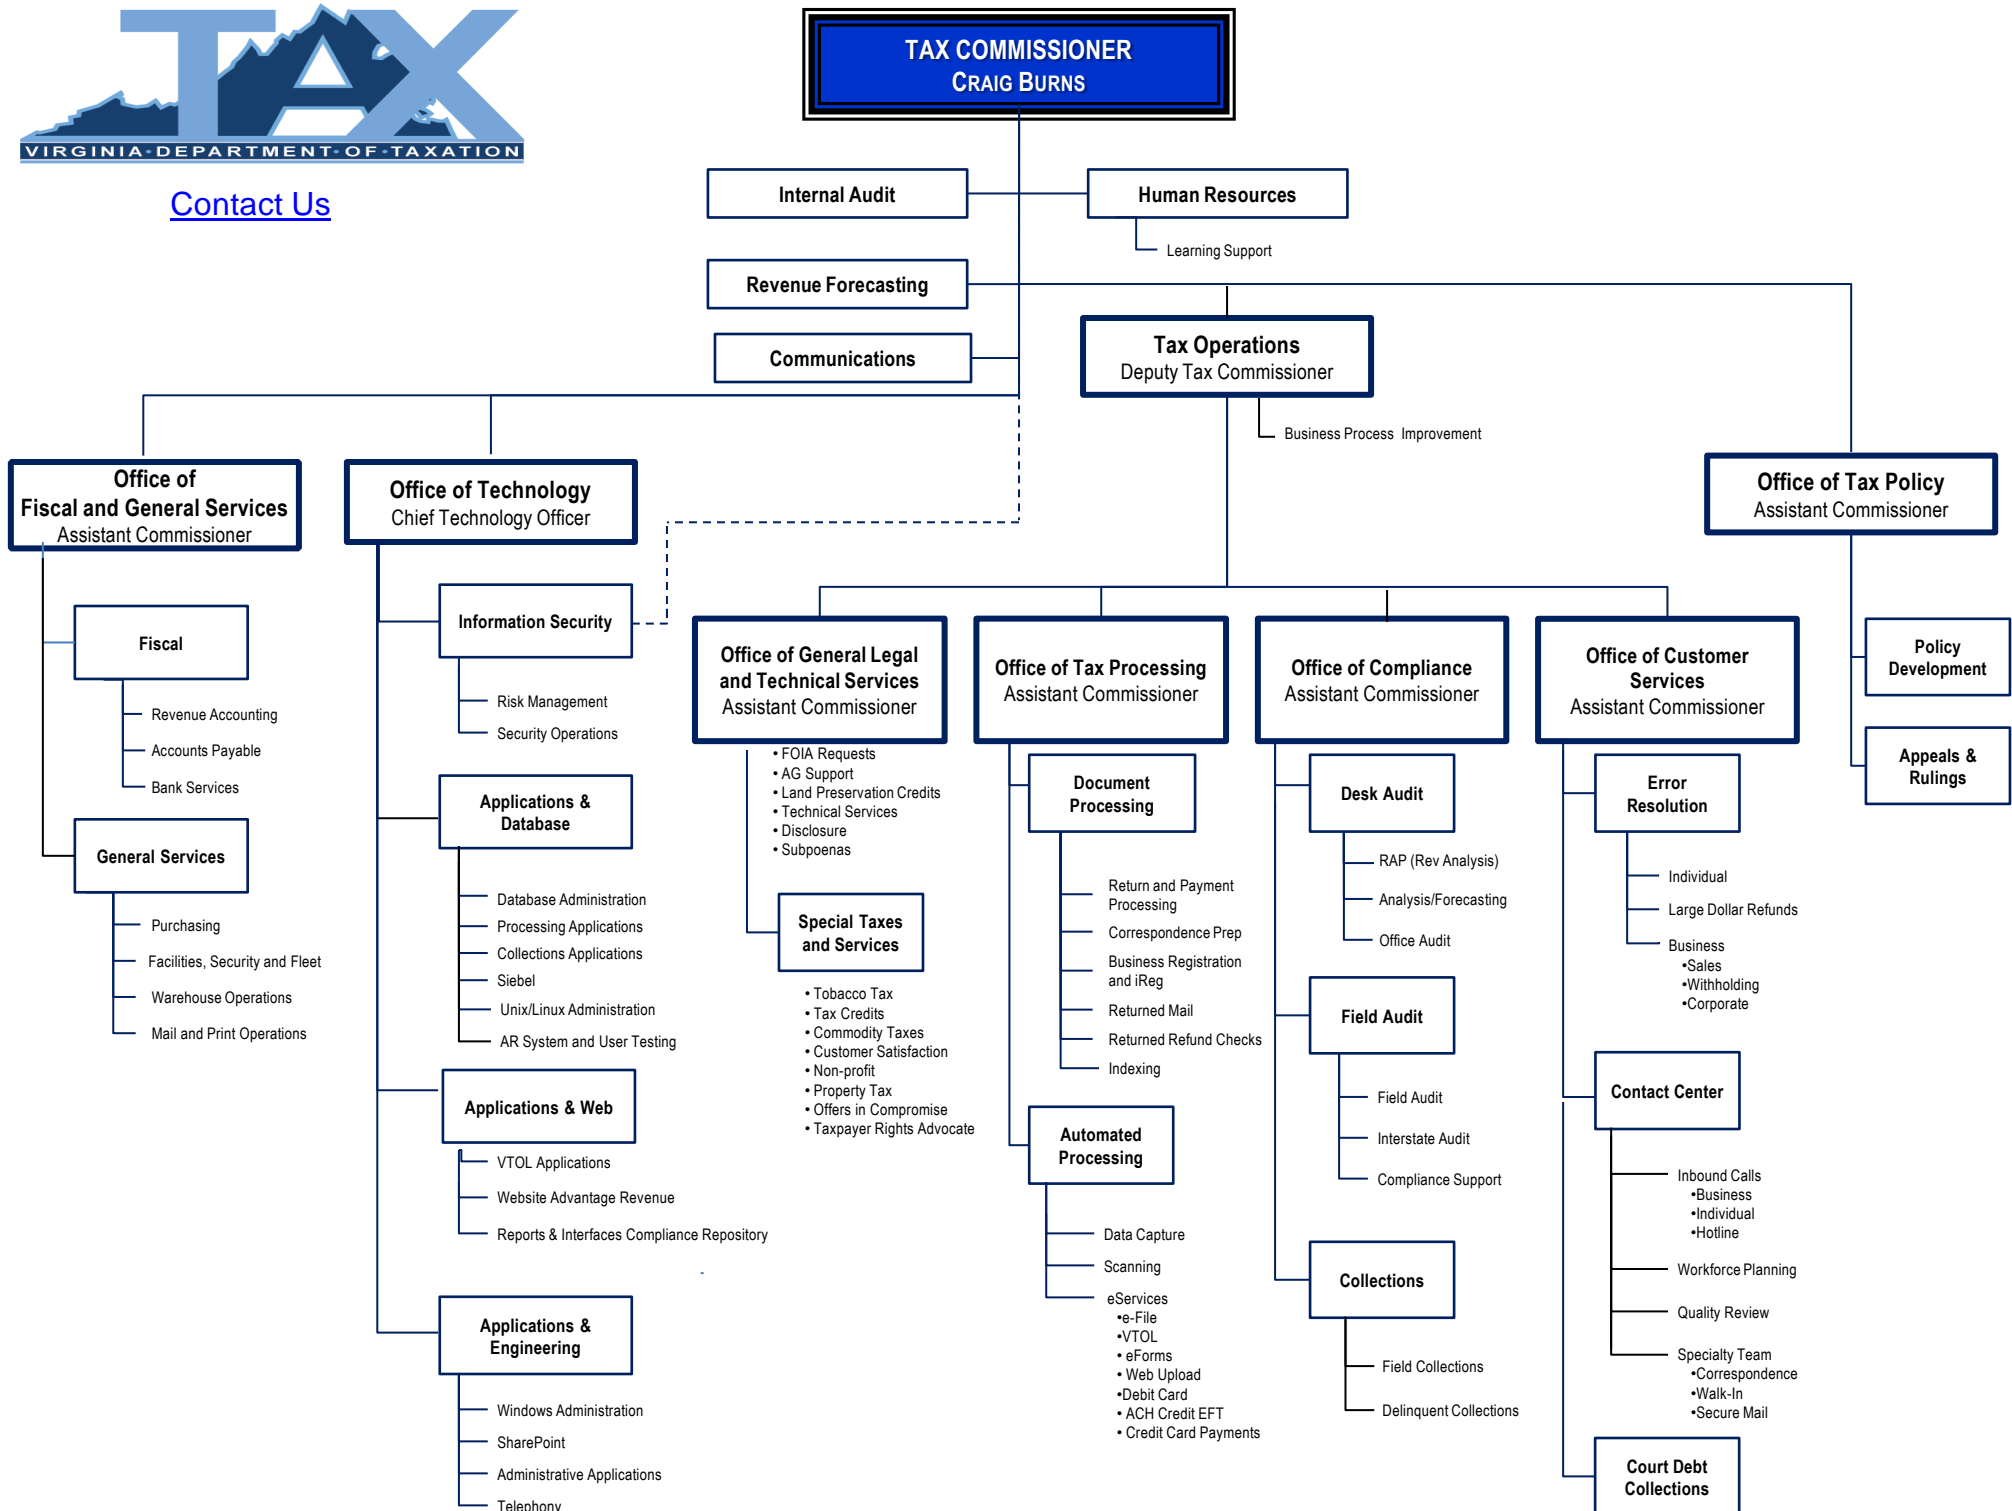 TAX
VIRGINIA•DEPARTMENT•OF•TAXATION
Contact Us
TAX COMMISSIONER
CRAIG BURNS
Internal Audit
Human Resources
Learning Support
Revenue Forecasting
Communications
Tax Operations
Deputy Tax Commissioner
Business Process Improvement
Office of
Fiscal and General Services
Assistant Commissioner
Fiscal
Revenue Accounting
Accounts Payable
Bank Services
General Services
Purchasing
Facilities, Security and Fleet
Warehouse Operations
Mail and Print Operations
Office of Technology
Chief Technology Officer
Information Security
Risk Management
Security Operations
Applications &
Database
Database Administration
Processing Applications
Collections Applications
Siebel
Unix/Linux Administration
AR System and User Testing
Applications & Web
VTOL Applications
Website Advantage Revenue
Reports & Interfaces Compliance Repository
Applications &
Engineering
Windows Administration
SharePoint
Administrative Applications
Telephony
Office of General Legal
and Technical Services
Assistant Commissioner
• FOIA Requests
• AG Support
• Land Preservation Credits
• Technical Services
• Disclosure
• Subpoenas
Special Taxes
and Services
• Tobacco Tax
• Tax Credits
• Commodity Taxes
• Customer Satisfaction
• Non-profit
• Property Tax
• Offers in Compromise
• Taxpayer Rights Advocate
Office of Tax Processing
Assistant Commissioner
Document
Processing
Return and Payment
Processing
Correspondence Prep
Business Registration
and iReg
Returned Mail
Returned Refund Checks
Indexing
Automated
Processing
Data Capture
Scanning
eServices
•e-File
•VTOL
• eForms
• Web Upload
•Debit Card
• ACH Credit EFT
• Credit Card Payments
Office of Compliance
Assistant Commissioner
Desk Audit
RAP (Rev Analysis)
Analysis/Forecasting
Office Audit
Field Audit
Field Audit
Interstate Audit
Compliance Support
Collections
Field Collections
Delinquent Collections
Office of Customer
Services
Assistant Commissioner
Error
Resolution
Individual
Large Dollar Refunds
Business
•Sales
•Withholding
•Corporate
Contact Center
Inbound Calls
•Business
•Individual
•Hotline
Workforce Planning
Quality Review
Specialty Team
•Correspondence
•Walk-In
•Secure Mail
Court Debt
Collections
Office of Tax Policy
Assistant Commissioner
Policy
Development
Appeals &
Rulings